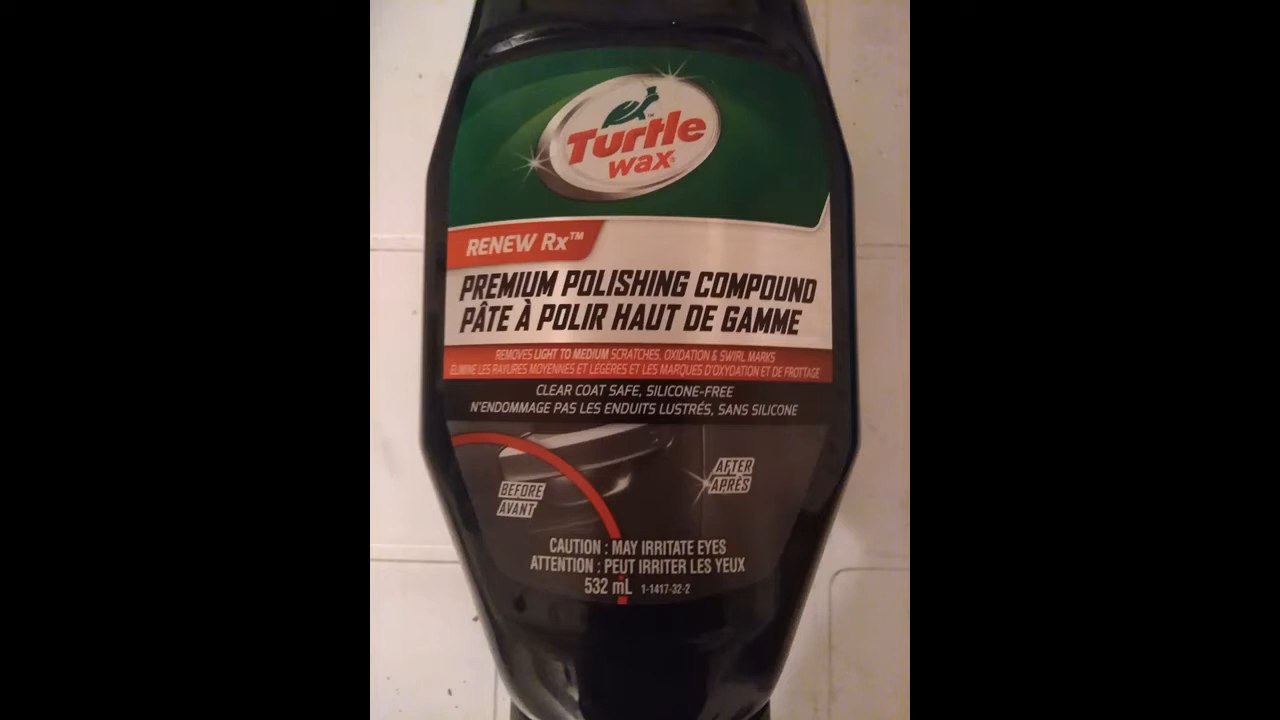 Turtle
wax
RENEW Rx™
PREMIUM POLISHING COMPOUND
PÂTE À POLIR HAUT DE GAMME
REMOVES LIGHT TO MEDIUM SCRATCHES, OXIDATION & SWIRL MARKS
ÉLIMINE LES RAYURES MOYENNES ET LÉGÈRES ET LES MARQUES D'OXYDATION ET DE FROTTAGE
CLEAR COAT SAFE, SILICONE-FREE
N'ENDOMMAGE PAS LES ENDUITS LUSTRÉS, SANS SILICONE
BEFORE
AVANT
AFTER
APRÈS
CAUTION : MAY IRRITATE EYES
ATTENTION : PEUT IRRITER LES YEUX
532 mL 1-1417-32-2